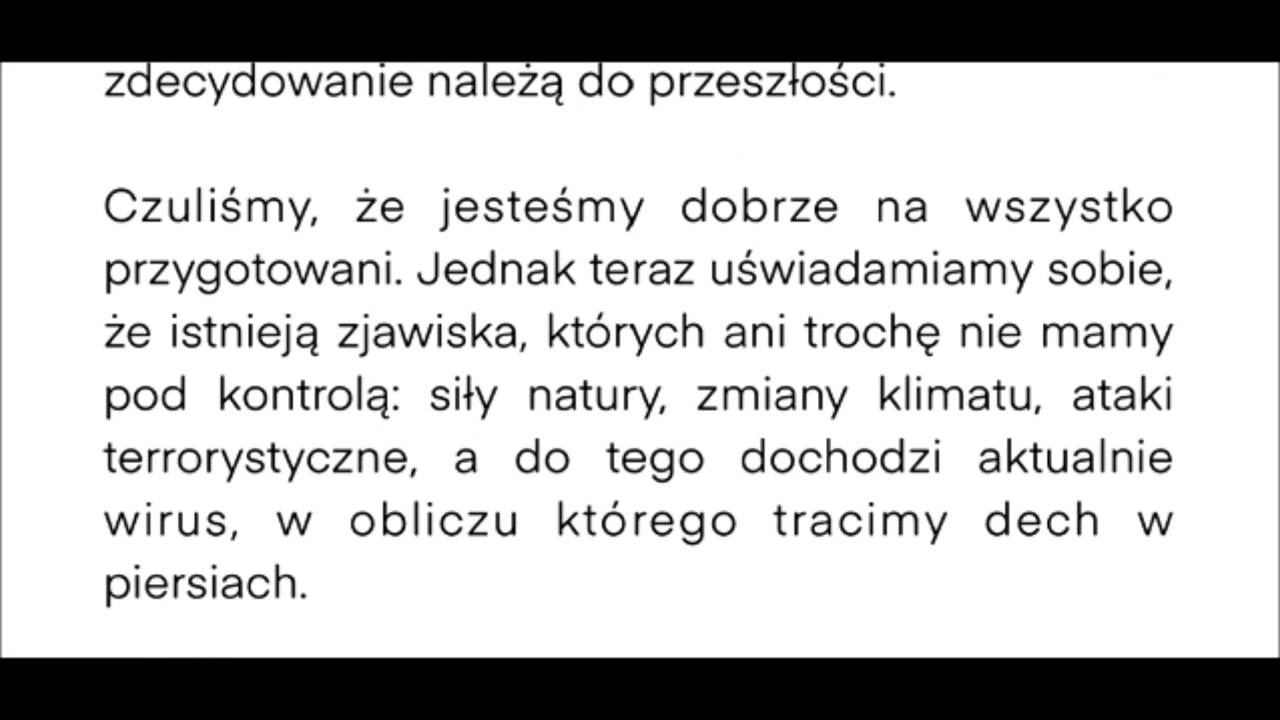 zdecydowanie należą do przeszłości.
Czuliśmy, że jesteśmy dobrze na wszystko
przygotowani. Jednak teraz uświadamiamy sobie,
że istnieją zjawiska, których ani trochę nie mamy
pod kontrolą: siły natury, zmiany klimatu, ataki
terrorystyczne, a do tego dochodzi aktualnie
wirus, w obliczu którego tracimy dech w
piersiach.